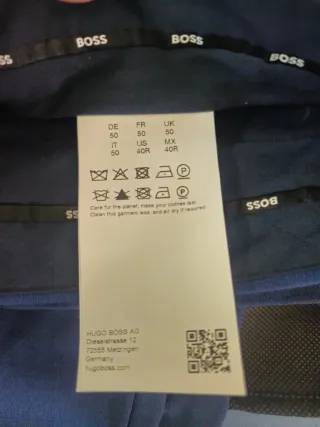 BOSS
BOSS
BOSS
DE FR UK
50 50 50
IT US MX
50 40R 40R
P
P
Care for the planet, make your clothes last.
Clean this garment less, and air dry if required
BOSS
BOSS
HUGO BOSS AG
Dieselstrasse 12
72555 Metzingen
Germany
hugoboss.com